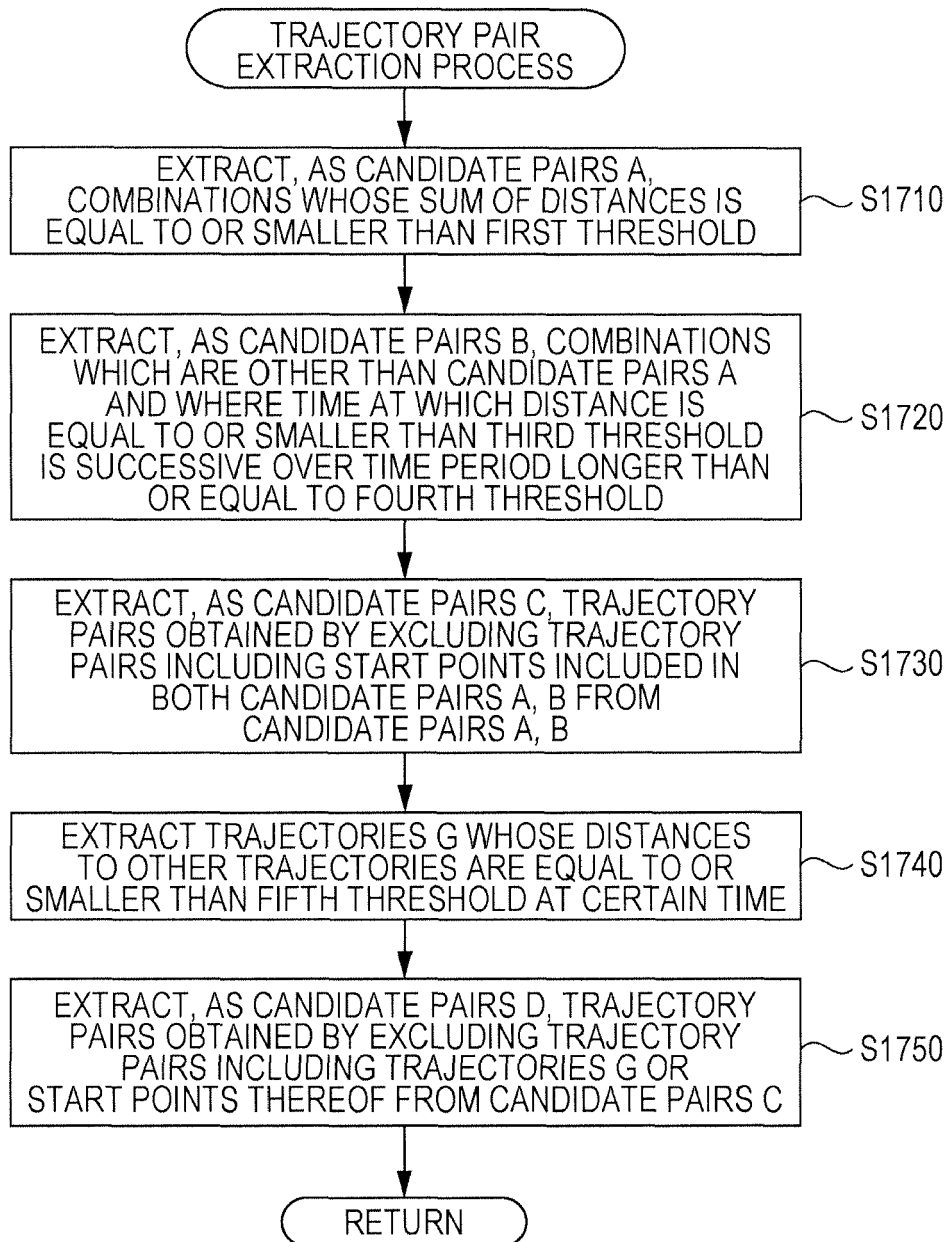 TRAJECTORY PAIR
EXTRACTION PROCESS
EXTRACT, AS CANDIDATE PAIRS A,
COMBINATIONS WHOSE SUM OF DISTANCES IS
EQUAL TO OR SMALLER THAN FIRST THRESHOLD
S1710
EXTRACT, AS CANDIDATE PAIRS B, COMBINATIONS
WHICH ARE OTHER THAN CANDIDATE PAIRS A
AND WHERE TIME AT WHICH DISTANCE IS
EQUAL TO OR SMALLER THAN THIRD THRESHOLD
IS SUCCESSIVE OVER TIME PERIOD LONGER THAN
OR EQUAL TO FOURTH THRESHOLD
S1720
EXTRACT, AS CANDIDATE PAIRS C, TRAJECTORY
PAIRS OBTAINED BY EXCLUDING TRAJECTORY
PAIRS INCLUDING START POINTS INCLUDED IN
BOTH CANDIDATE PAIRS A, B FROM
CANDIDATE PAIRS A, B
S1730
EXTRACT TRAJECTORIES G WHOSE DISTANCES
TO OTHER TRAJECTORIES ARE EQUAL TO OR
SMALLER THAN FIFTH THRESHOLD AT CERTAIN TIME
S1740
EXTRACT, AS CANDIDATE PAIRS D, TRAJECTORY
PAIRS OBTAINED BY EXCLUDING TRAJECTORY
PAIRS INCLUDING TRAJECTORIES G OR
START POINTS THEREOF FROM CANDIDATE PAIRS C
S1750
RETURN